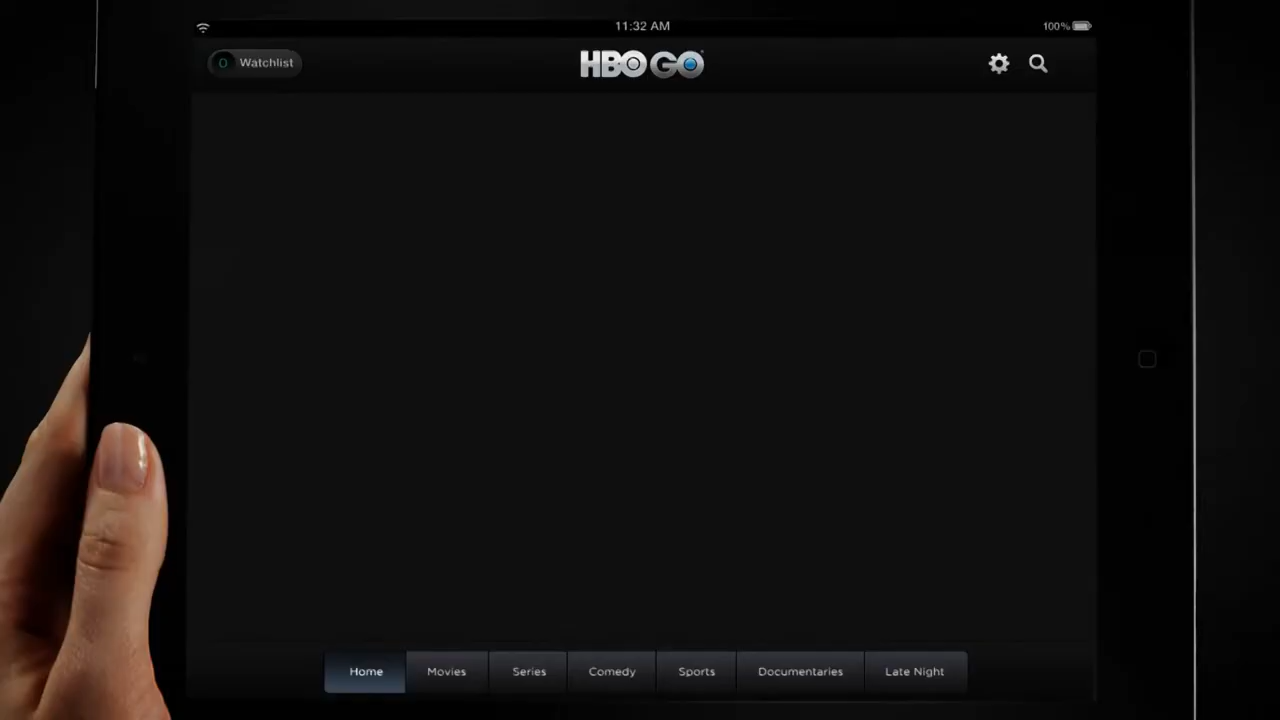 11:32 AM
100%
0 Watchlist
HBO GO
Home Movies Series Comedy Sports Documentaries Late Night